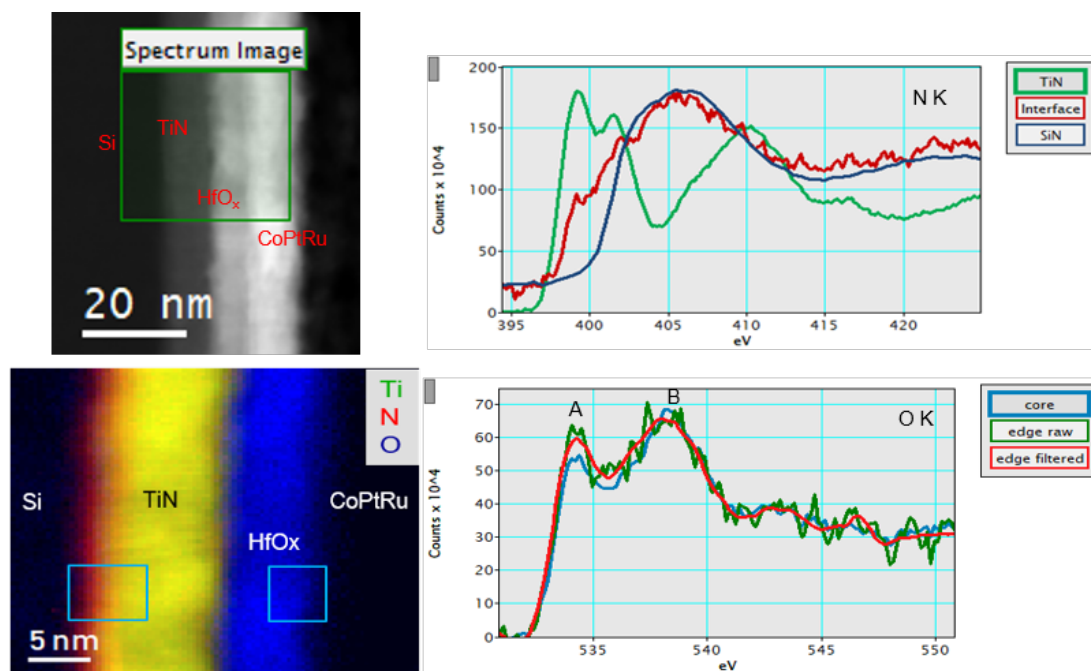 Spectrum Image
Si
TiN
HfOₓ
CoPtRu
20 nm
200
150
100
50
0
Counts x 10^4
395 400 405 410 415 420
eV
N K
TiN
Interface
SiN
Ti
N
O
Si
TiN
CoPtRu
HfOx
5 nm
70
60
50
40
30
20
10
0
Counts x 10^4
A
B
O K
535 540 545 550
eV
core
edge raw
edge filtered